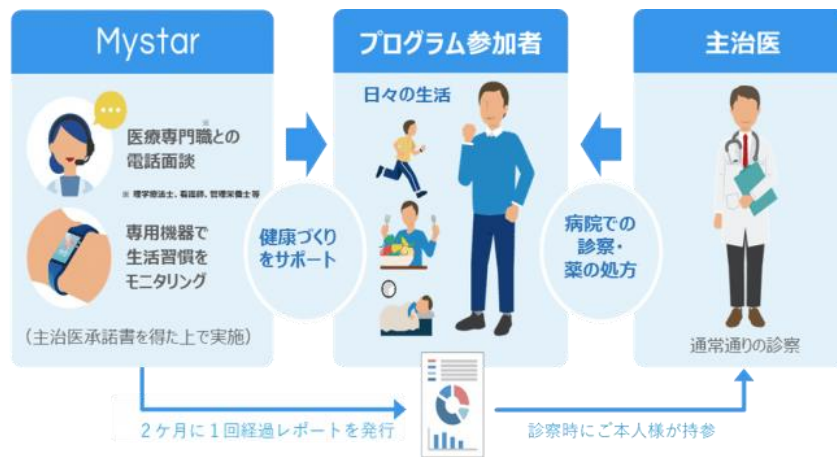 Mystar
プログラム参加者
主治医
日々の生活
※
医療専門職との
電話面談
※ 理学療法士、看護師、管理栄養士等
専用機器で
生活習慣を
モニタリング
(主治医承諾書を得た上で実施)
健康づくり
をサポート
病院での
診察・
薬の処方
通常通りの診察
2ケ月に1回経過レポートを発行
診察時にご本人様が持参